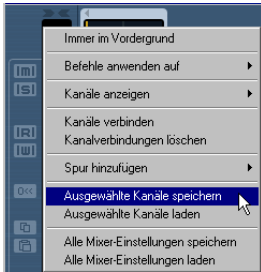 Immer im Vordergrund
Befehle anwenden auf
Kanäle anzeigen
Kanäle verbinden
Kanalverbindungen löschen
Spur hinzufügen
Ausgewählte Kanäle speichern
Ausgewählte Kanäle laden
Alle Mixer-Einstellungen speichern
Alle Mixer-Einstellungen laden
[M]
[S]
[R]
[W]